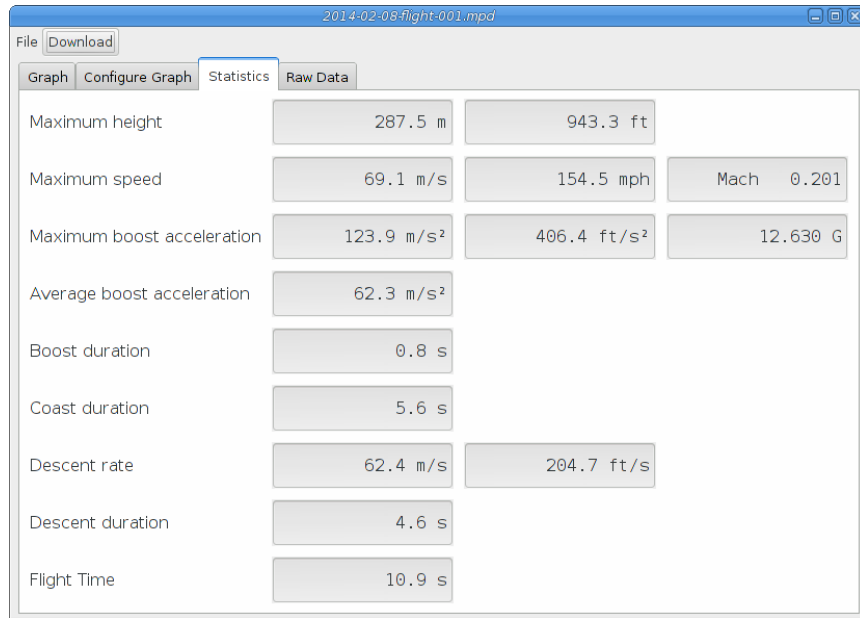 2014-02-08-flight-001.mpd
File Download
Graph Configure Graph Statistics Raw Data
Maximum height 287.5 m 943.3 ft
Maximum speed 69.1 m/s 154.5 mph Mach 0.201
Maximum boost acceleration 123.9 m/s² 406.4 ft/s² 12.630 G
Average boost acceleration 62.3 m/s²
Boost duration 0.8 s
Coast duration 5.6 s
Descent rate 62.4 m/s 204.7 ft/s
Descent duration 4.6 s
Flight Time 10.9 s